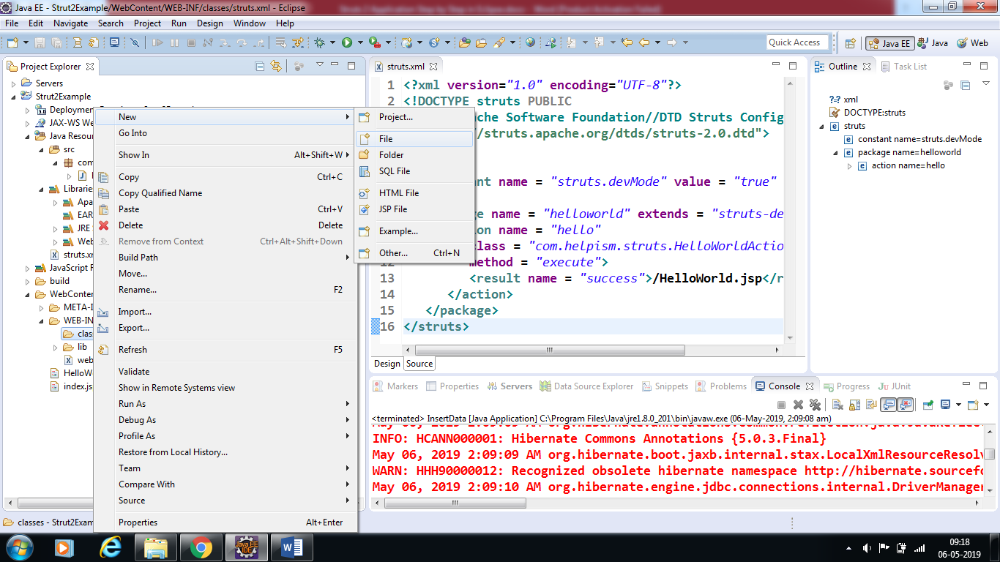 Java EE - Strut2Example/WebContent/WEB-INF/classes/struts.xml - Eclipse
File Edit Navigate Search Project Run Design Window Help
Quick Access
Java EE
Java
Web
Project Explorer
Servers
Strut2Example
Deploym
JAX-WS We
Java Resour
src
com
Libraries
Apa
EAR
JRE
Web
struts.x
JavaScript R
build
WebConten
META-I
WEB-IN
clas
lib
web
HelloWo
index.js
New
Go Into
Show In Alt+Shift+W
Copy Ctrl+C
Copy Qualified Name
Paste Ctrl+V
Delete Delete
Remove from Context Ctrl+Alt+Shift+Down
Build Path
Move...
Rename... F2
Import...
Export...
Refresh F5
Validate
Show in Remote Systems view
Run As
Debug As
Profile As
Restore from Local History...
Team
Compare With
Source
Properties Alt+Enter
Project...
File
Folder
SQL File
HTML File
JSP File
Example...
Other... Ctrl+N
struts.xml
1 <?xml version="1.0" encoding="UTF-8"?>
2 <!DOCTYPE struts PUBLIC
che Software Foundation//DTD Struts Config
/struts.apache.org/dtds/struts-2.0.dtd">
nt name = "struts.devMode" value = "true"
e name = "helloworld" extends = "struts-de
on name = "hello"
class = "com.helpism.struts.HelloWorldActio
method = "execute">
13 <result name = "success">/HelloWorld.jsp</r
14 </action>
15 </package>
16 </struts>
Design Source
Outline
Task List
xml
DOCTYPE:struts
struts
constant name=struts.devMode
package name=helloworld
action name=hello
Markers Properties Servers Data Source Explorer Snippets Problems Console Progress JUnit
<terminated> InsertData [Java Application] C:\Program Files\Java\jre1.8.0_201\bin\javaw.exe (06-May-2019, 2:09:08 am)
INFO: HCANN000001: Hibernate Commons Annotations {5.0.3.Final}
May 06, 2019 2:09:09 AM org.hibernate.boot.jaxb.internal.stax.LocalXmlResourceResolv
WARN: HHH90000012: Recognized obsolete hibernate namespace http://hibernate.sourcefo
May 06, 2019 2:09:10 AM org.hibernate.engine.jdbc.connections.internal.DriverManager
classes - Strut2Exam
09:18
06-05-2019